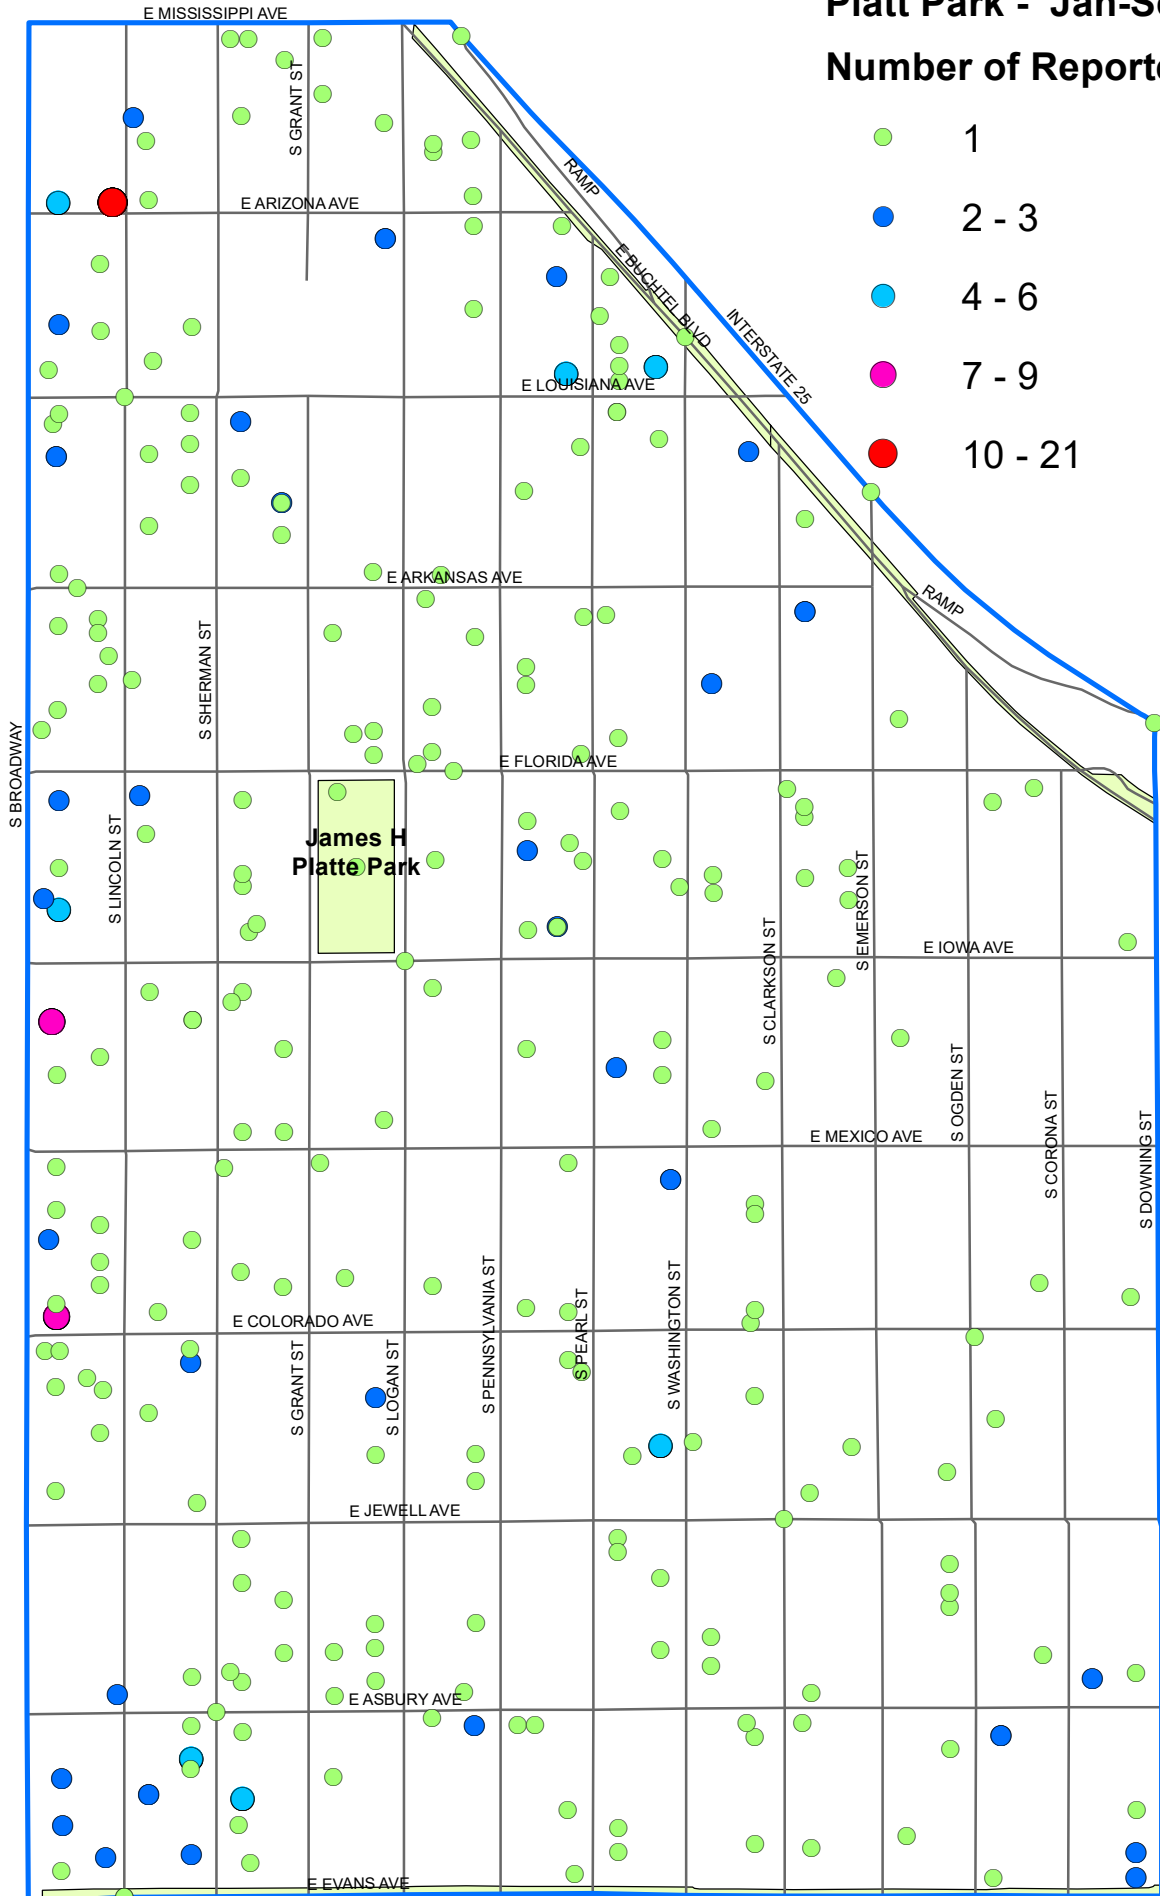 Platt Park - Jan-Se
Number of Reporte
1
2 - 3
4 - 6
7 - 9
10 - 21
E MISSISSIPPI AVE
S GRANT ST
RAMP
E ARIZONA AVE
E BUCHTEL BLVD
INTERSTATE 25
E LOUISIANA AVE
E ARKANSAS AVE
RAMP
S SHERMAN ST
S BROADWAY
E FLORIDA AVE
James H
Platte Park
S LINCOLN ST
S CLARKSON ST
S EMERSON ST
E IOWA AVE
S OGDEN ST
S CORONA ST
S DOWNING ST
E MEXICO AVE
S PENNSYLVANIA ST
S PEARL ST
S WASHINGTON ST
E COLORADO AVE
S GRANT ST
S LOGAN ST
E JEWELL AVE
E ASBURY AVE
E EVANS AVE